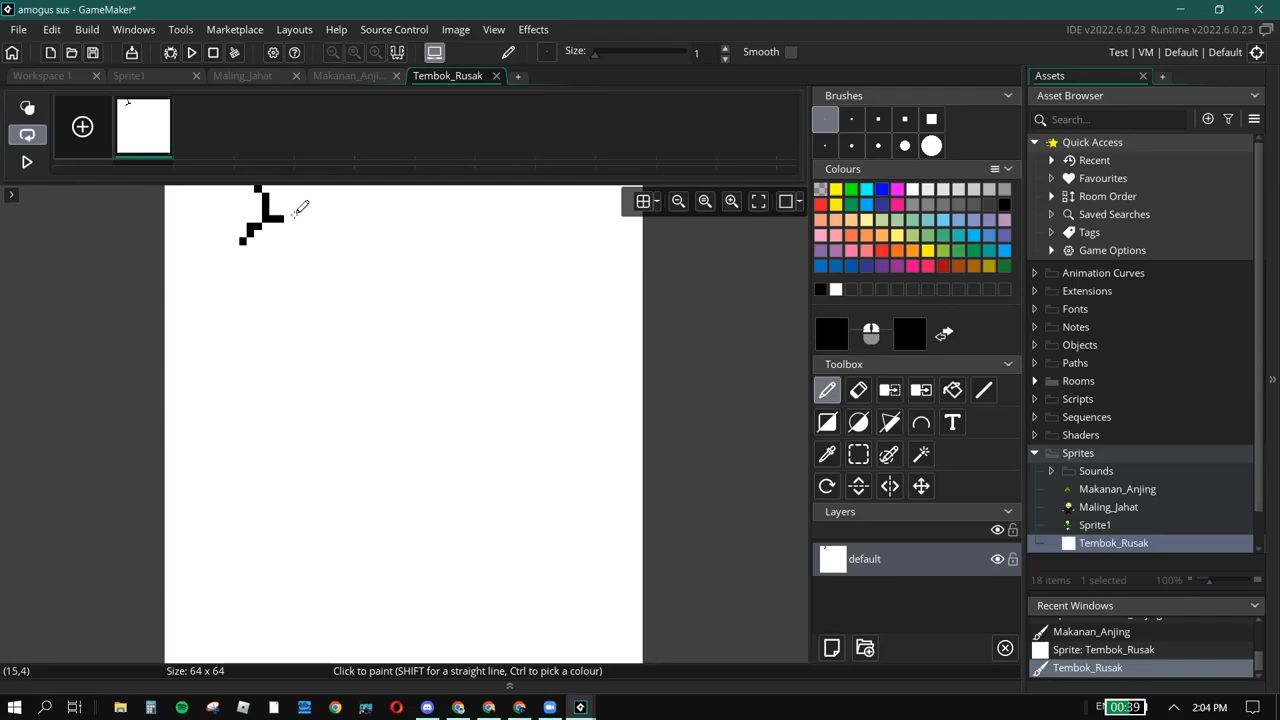 amogus sus - GameMaker*
File Edit Build Windows Tools Marketplace Layouts Help Source Control Image View Effects
IDE v2022.6.0.23 Runtime v2022.6.0.23
Size: 1 Smooth
Test | VM | Default | Default
Workspace 1 Sprite1 Maling_Jahat Makanan_Anji... Tembok_Rusak
Assets
Brushes
Asset Browser
Search...
Quick Access
Recent
Colours
Favourites
Room Order
Saved Searches
Tags
Game Options
Animation Curves
Extensions
Fonts
Notes
Objects
Toolbox
Paths
Rooms
Scripts
Sequences
T
Shaders
Sprites
Sounds
Makanan_Anjing
Maling_Jahat
Layers
Sprite1
Tembok_Rusak
default
18 items 1 selected 100%
Recent Windows
Makanan_Anjing
Sprite: Tembok_Rusak
Tembok_Rusak
(15,4) Size: 64 x 64 Click to paint (SHIFT for a straight line, Ctrl to pick a colour)
00:39
2:04 PM